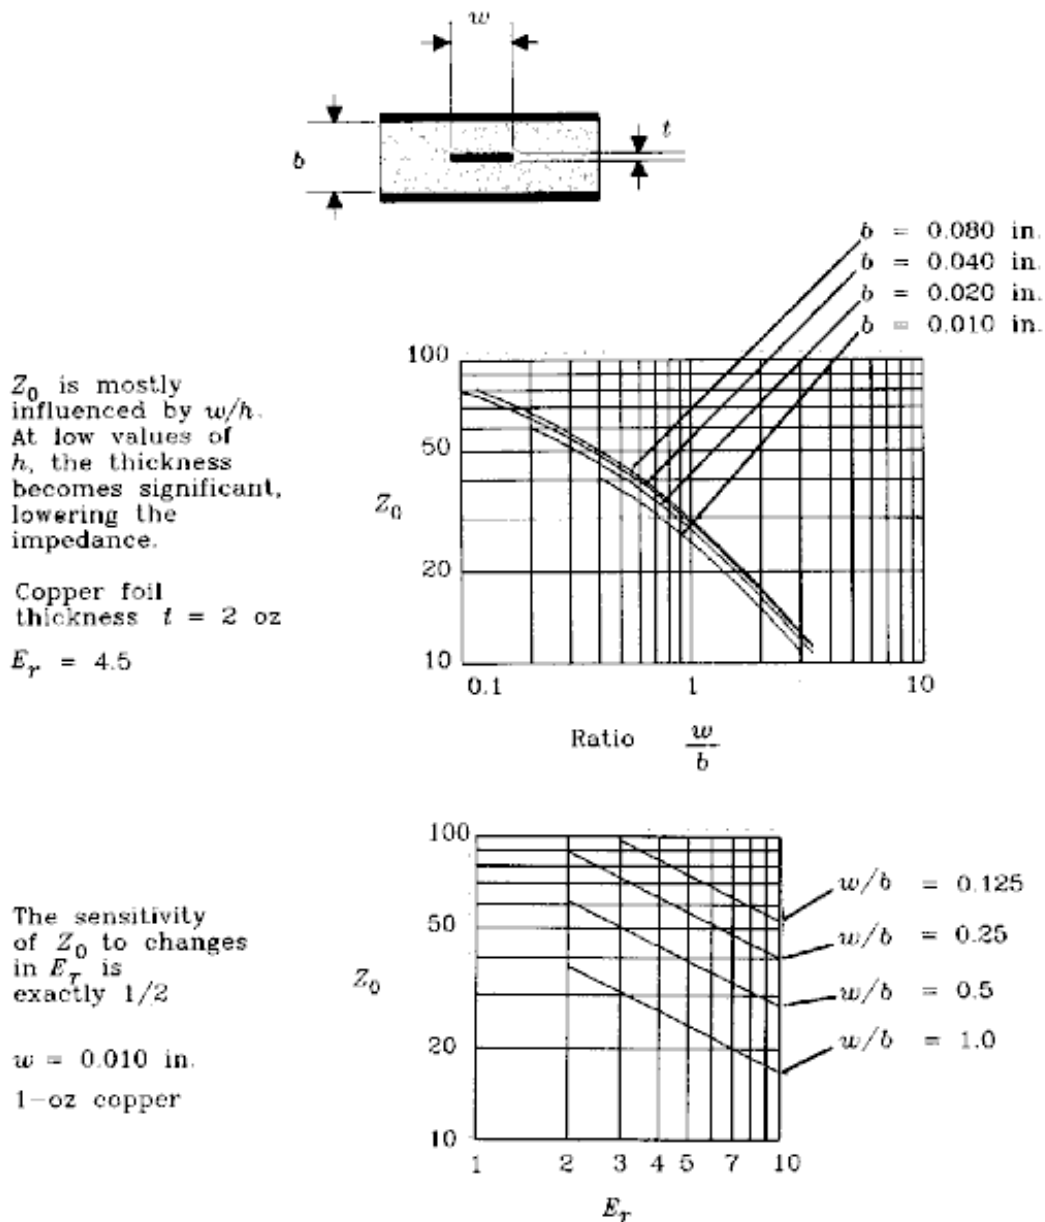 w
t
b
b = 0.080 in.
b = 0.040 in.
b = 0.020 in.
b = 0.010 in.
Z0 is mostly
influenced by w/h.
At low values of
h, the thickness
becomes significant,
lowering the
impedance.
Copper foil
thickness t = 2 oz
Er = 4.5
100
50
Z0
20
10
0.1
1
10
Ratio w/b
100
w/b = 0.125
The sensitivity
of Z0 to changes
in Er is
exactly 1/2
50
w/b = 0.25
Z0
w/b = 0.5
w = 0.010 in.
20
w/b = 1.0
1-oz copper
10
1 2 3 4 5 7 10
Er